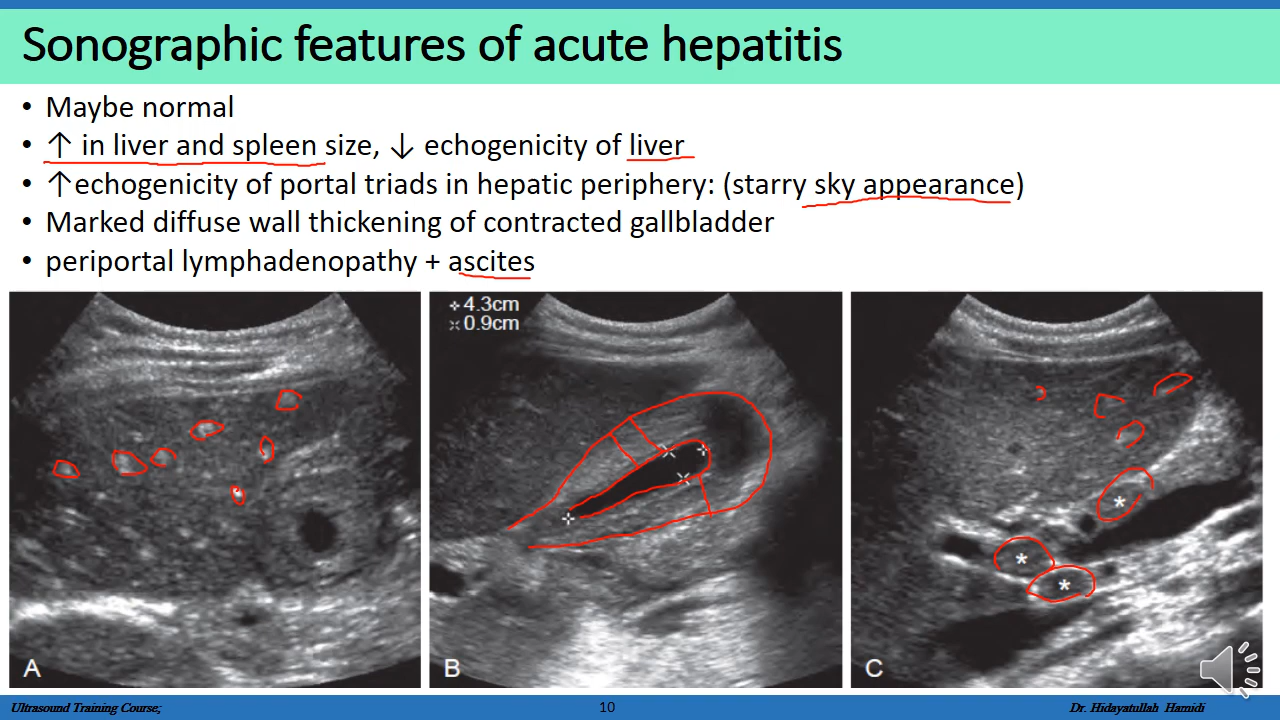 Sonographic features of acute hepatitis
• Maybe normal
• ↑ in liver and spleen size, ↓ echogenicity of liver
• ↑echogenicity of portal triads in hepatic periphery: (starry sky appearance)
• Marked diffuse wall thickening of contracted gallbladder
• periportal lymphadenopathy + ascites
4.3cm
0.9cm
* 
* 
*
A
B
C
Ultrasound Training Course;
10
Dr. Hidayatullah Hamidi